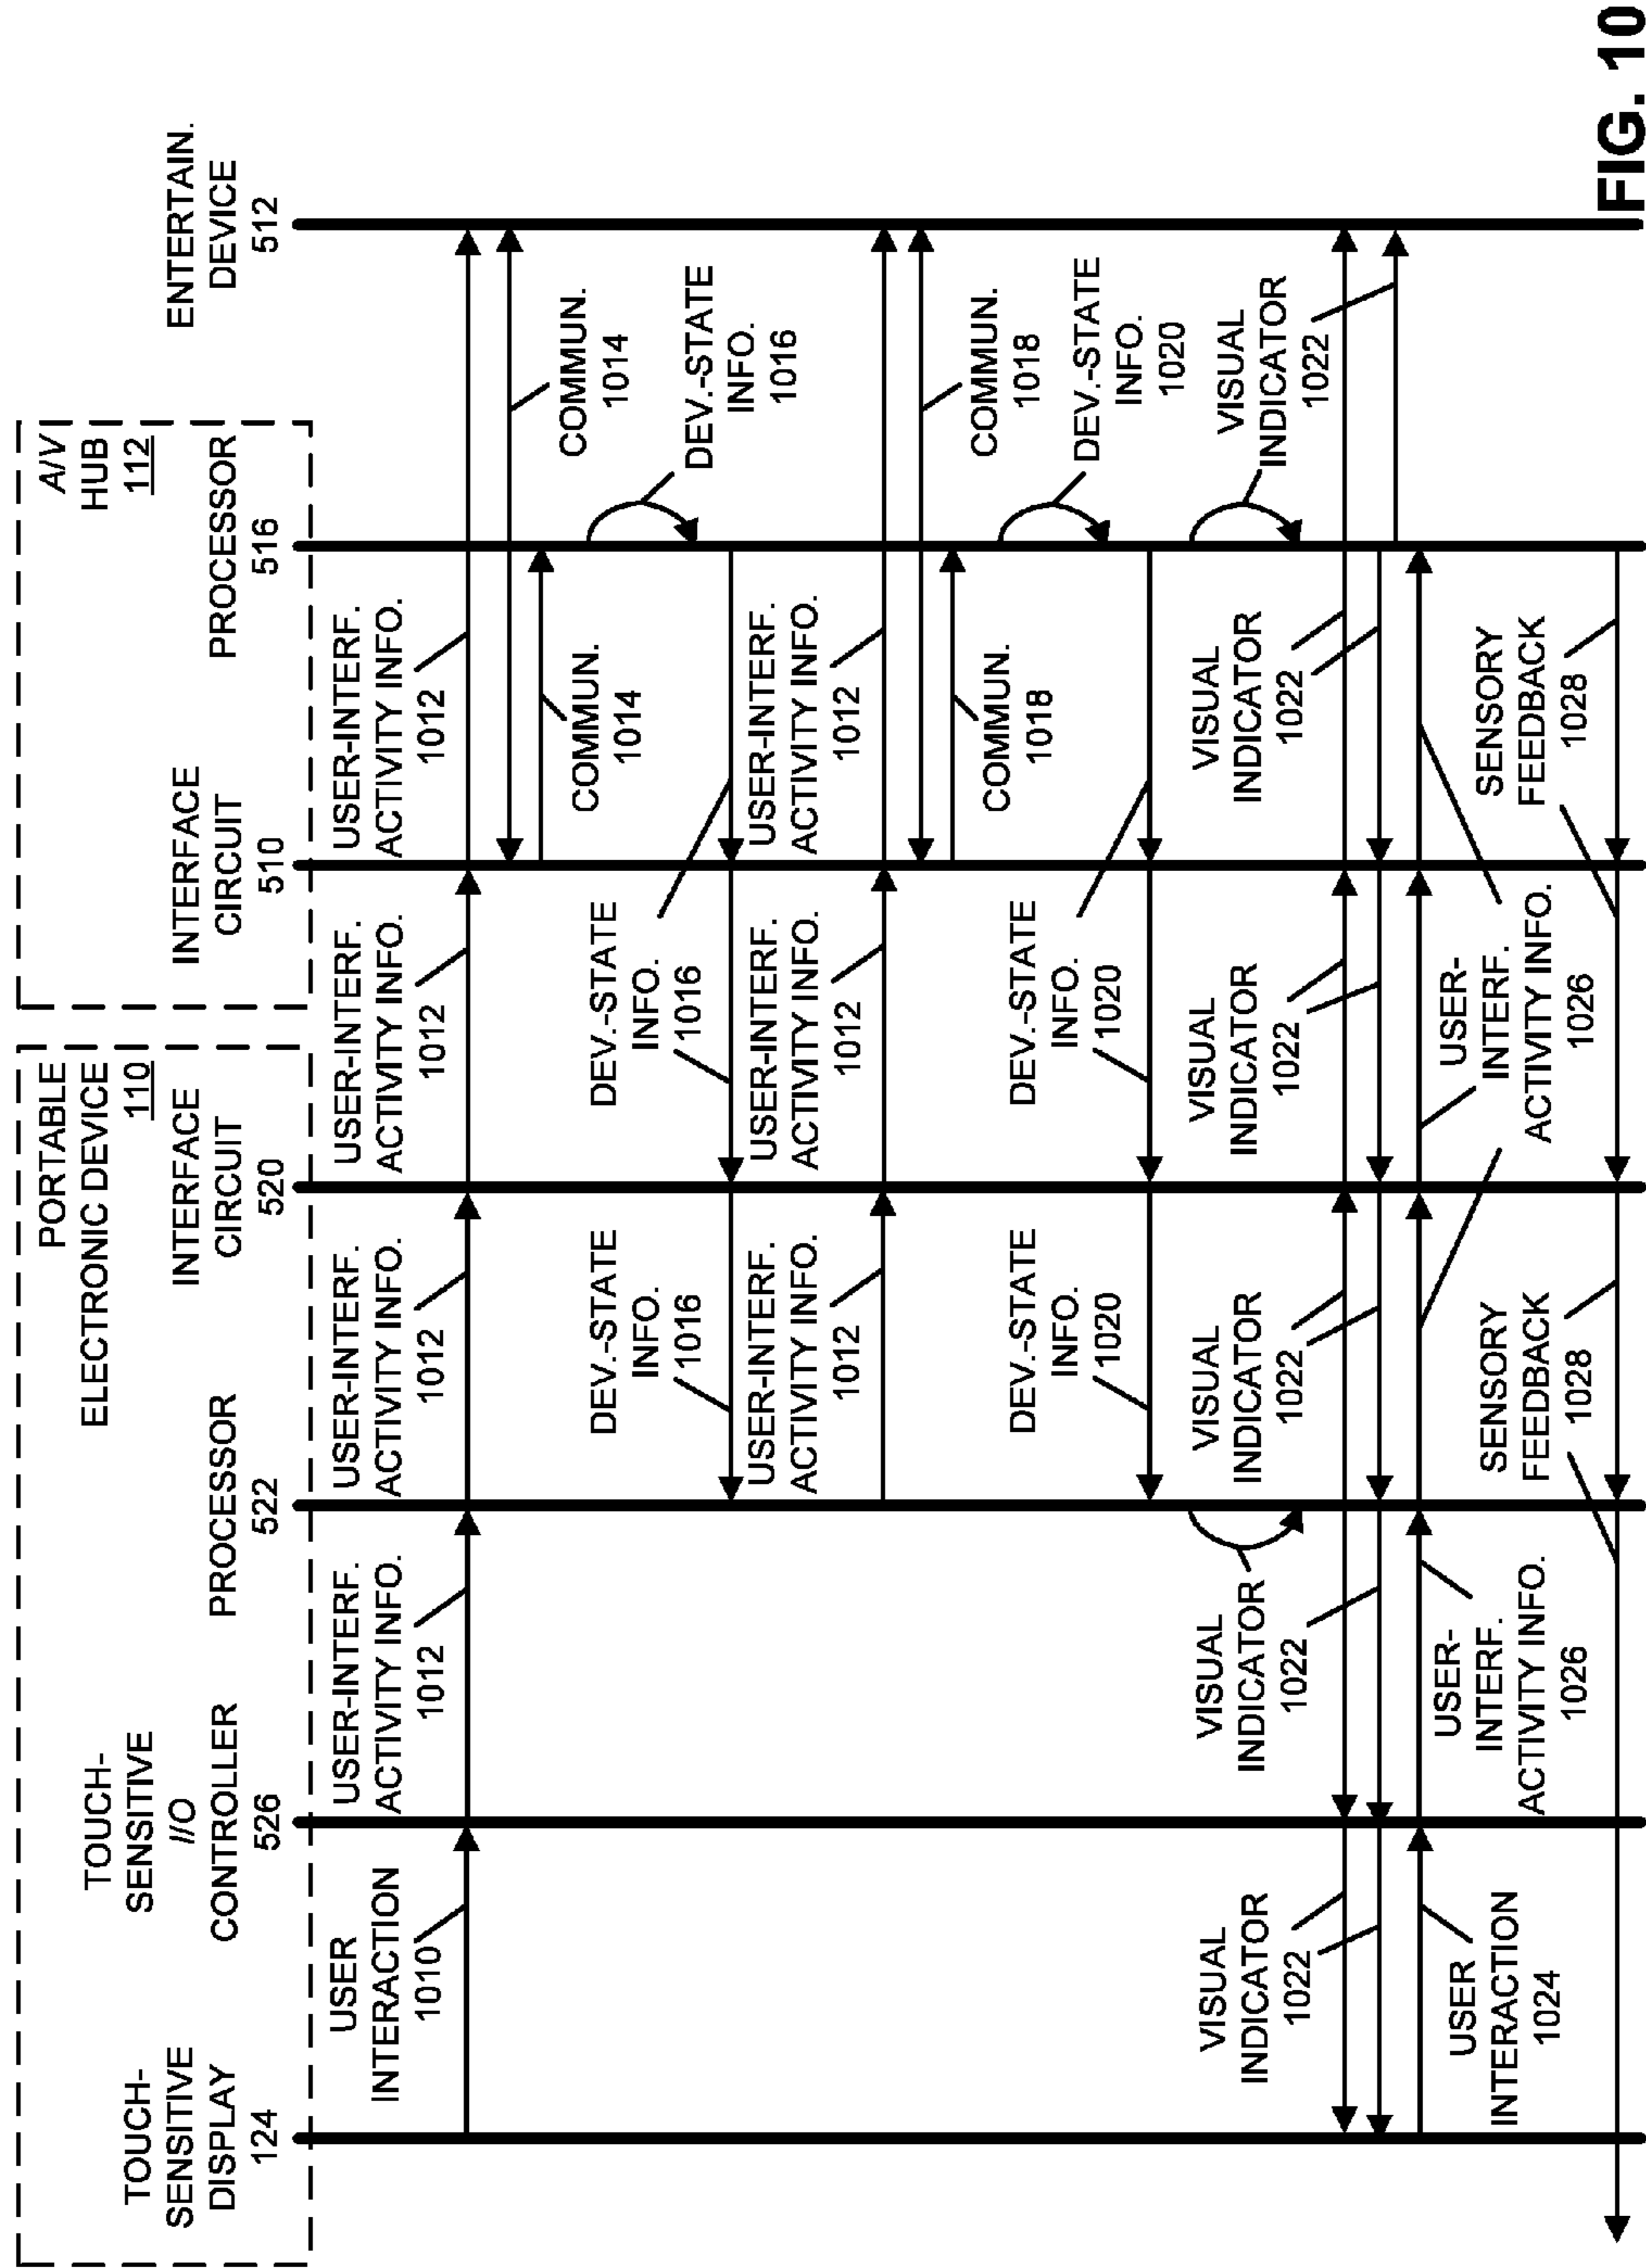 PORTABLE
ELECTRONIC DEVICE
110
A/V
HUB
112
TOUCH-
SENSITIVE
DISPLAY
124
TOUCH-
SENSITIVE
I/O
CONTROLLER
526
PROCESSOR
522
INTERFACE
CIRCUIT
520
INTERFACE
CIRCUIT
510
PROCESSOR
516
ENTERTAIN.
DEVICE
512
USER
INTERACTION
1010
USER-INTERF.
ACTIVITY INFO.
1012
USER-INTERF.
ACTIVITY INFO.
1012
USER-INTERF.
ACTIVITY INFO.
1012
USER-INTERF.
ACTIVITY INFO.
1012
COMMUN.
1014
COMMUN.
1014
DEV.-STATE
INFO.
1016
DEV.-STATE
INFO.
1016
DEV.-STATE
INFO.
1016
USER-INTERF.
ACTIVITY INFO.
1012
USER-INTERF.
ACTIVITY INFO.
1012
USER-INTERF.
ACTIVITY INFO.
1012
COMMUN.
1018
COMMUN.
1018
DEV.-STATE
INFO.
1020
DEV.-STATE
INFO.
1020
DEV.-STATE
INFO.
1020
VISUAL
INDICATOR
1022
VISUAL
INDICATOR
1022
VISUAL
INDICATOR
1022
VISUAL
INDICATOR
1022
VISUAL
INDICATOR
1022
VISUAL
INDICATOR
1022
USER
INTERACTION
1024
USER-
INTERF.
ACTIVITY INFO.
1026
USER-
INTERF.
ACTIVITY INFO.
1026
SENSORY
FEEDBACK
1028
SENSORY
FEEDBACK
1028
FIG. 10